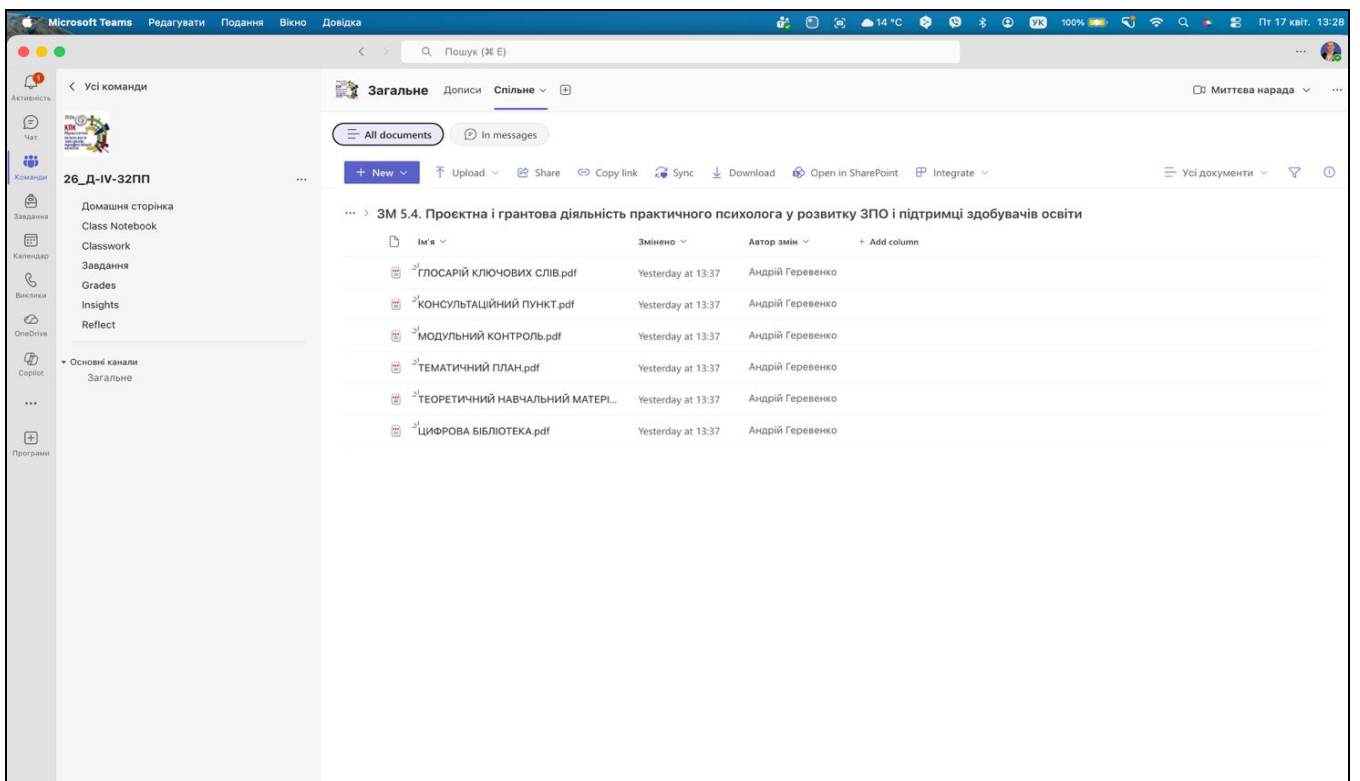 Microsoft Teams Редагувати Подання Вікно Довідка 14 °C УК 100% Пт 17 квіт. 13:28
Пошук (⌘ E)
1
Активність
Чат
Команди
Завдання
Календар
Виклики
OneDrive
Copilot
Програми
Усі команди
КПК
26_Д-IV-32ПП
Домашня сторінка
Class Notebook
Classwork
Завдання
Grades
Insights
Reflect
Основні канали
Загальне
Загальне Дописи Спільне Миттєва нарада
All documents In messages
+ New Upload Share Copy link Sync Download Open in SharePoint Integrate Усі документи
... > ЗМ 5.4. Проєктна і грантова діяльність практичного психолога у розвитку ЗПО і підтримці здобувачів освіти
Ім'я Змінено Автор змін + Add column
ГЛОСАРІЙ КЛЮЧОВИХ СЛІВ.pdf Yesterday at 13:37 Андрій Геревенко
КОНСУЛЬТАЦІЙНИЙ ПУНКТ.pdf Yesterday at 13:37 Андрій Геревенко
МОДУЛЬНИЙ КОНТРОЛЬ.pdf Yesterday at 13:37 Андрій Геревенко
ТЕМАТИЧНИЙ ПЛАН.pdf Yesterday at 13:37 Андрій Геревенко
ТЕОРЕТИЧНИЙ НАВЧАЛЬНИЙ МАТЕРІ... Yesterday at 13:37 Андрій Геревенко
ЦИФРОВА БІБЛІОТЕКА.pdf Yesterday at 13:37 Андрій Геревенко